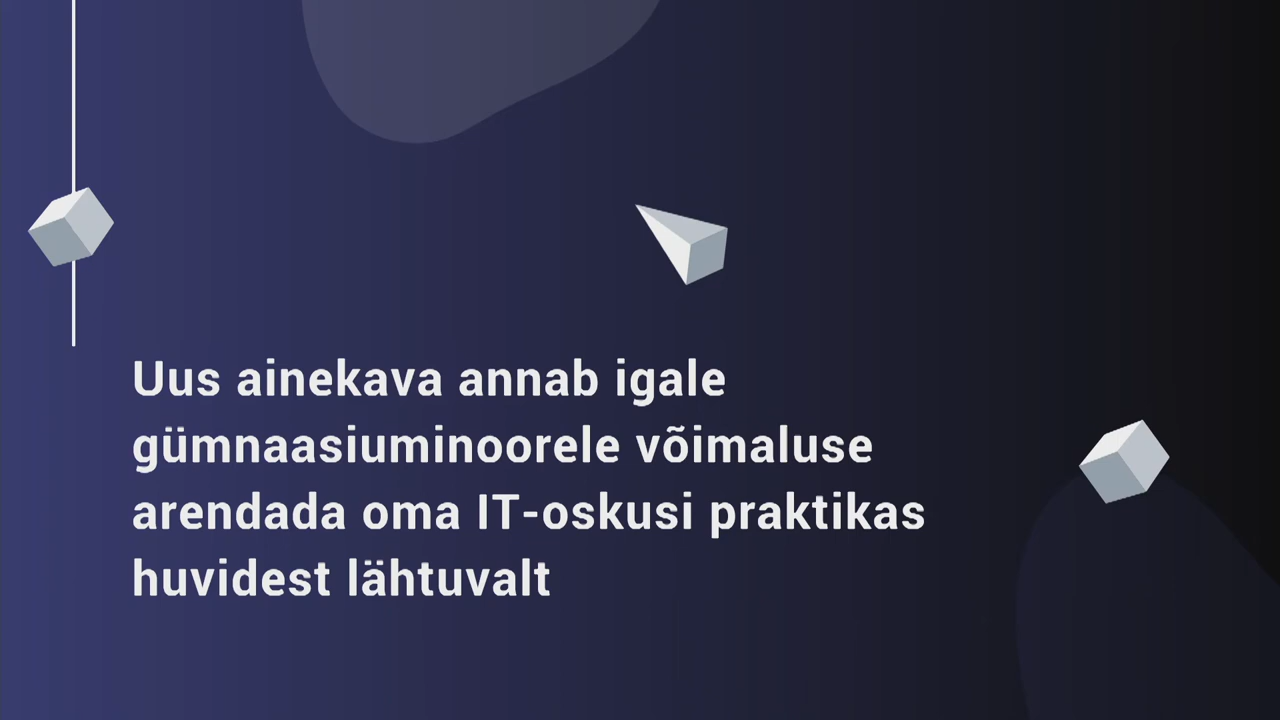 Uus ainekava annab igale
gümnaasiuminoorele võimaluse
arendada oma IT-oskusi praktikas
huvidest lähtuvalt